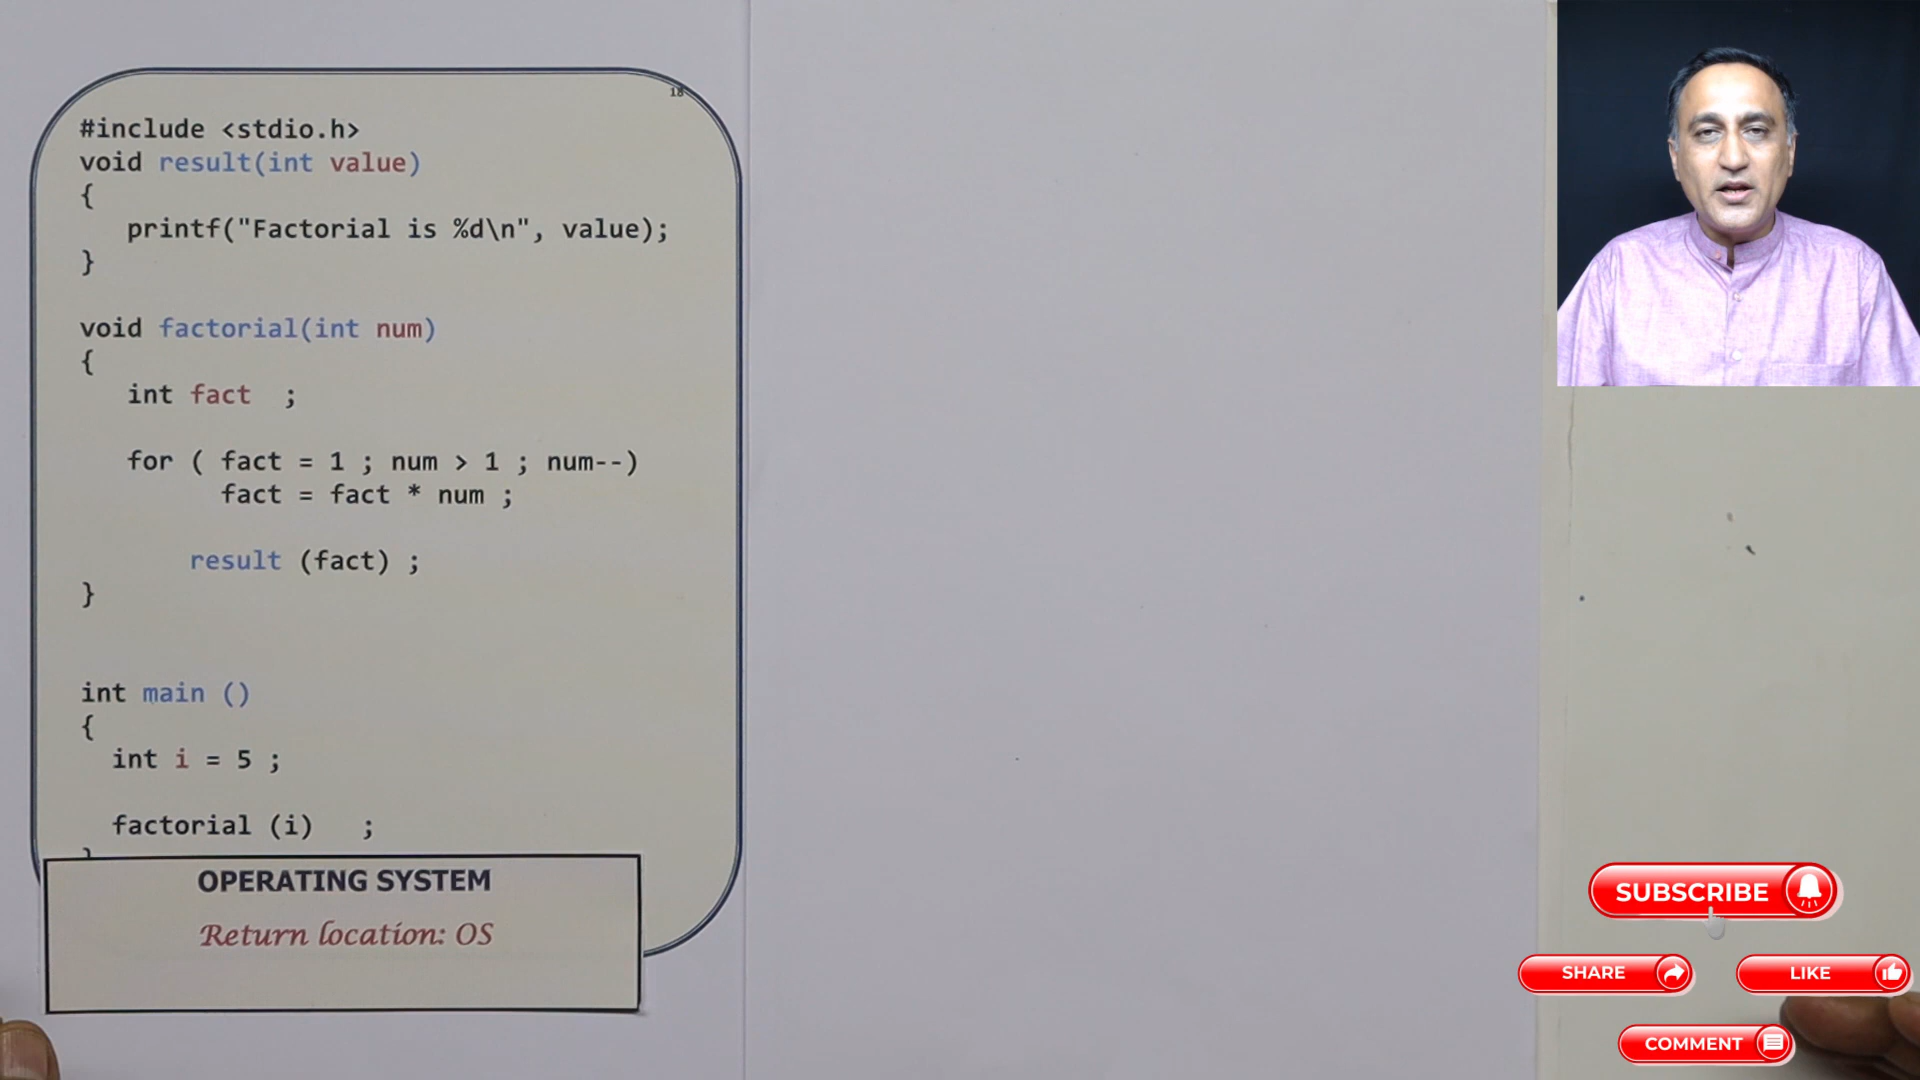 18
#include <stdio.h>
void result(int value)
{
printf("Factorial is %d\n", value);
}
void factorial(int num)
{
int fact ;
for ( fact = 1 ; num > 1 ; num--)
fact = fact * num ;
result (fact) ;
}
int main ()
{
int i = 5 ;
factorial (i) ;
OPERATING SYSTEM
Return location: OS
SUBSCRIBE
SHARE
LIKE
COMMENT